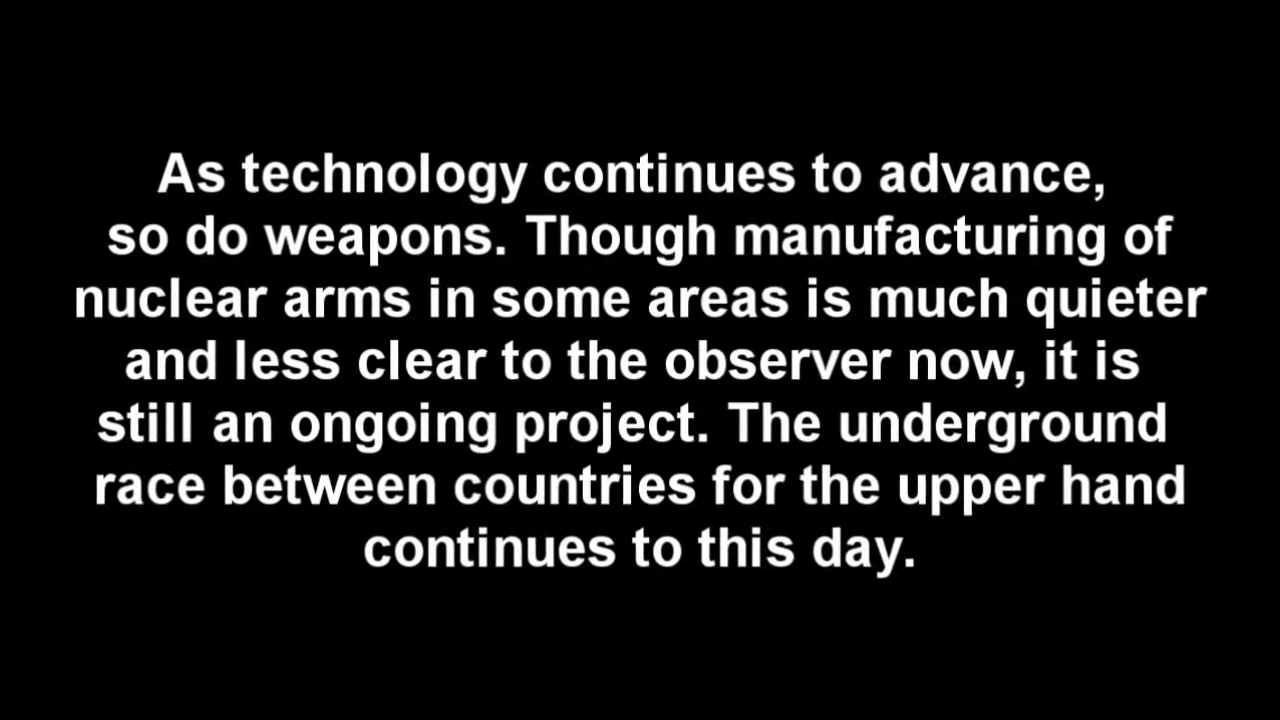 As technology continues to advance,
so do weapons. Though manufacturing of
nuclear arms in some areas is much quieter
and less clear to the observer now, it is
still an ongoing project. The underground
race between countries for the upper hand
continues to this day.